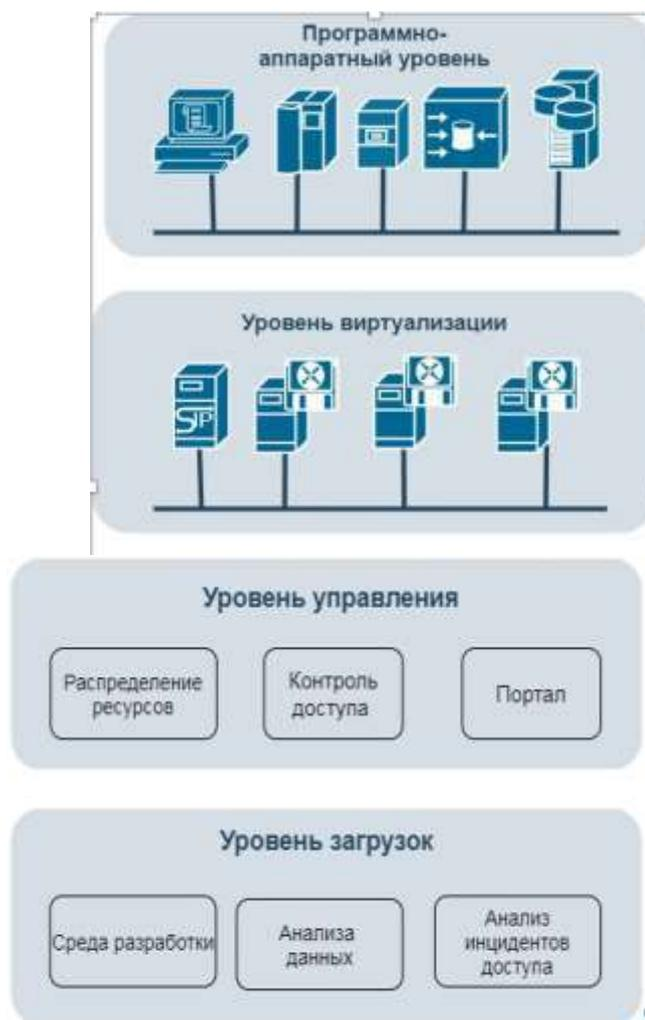 Программно-
аппаратный уровень
Уровень виртуализации
SIP
Уровень управления
Распределение
ресурсов
Контроль
доступа
Портал
Уровень загрузок
Среда разработки
Анализа
данных
Анализ
инцидентов
доступа